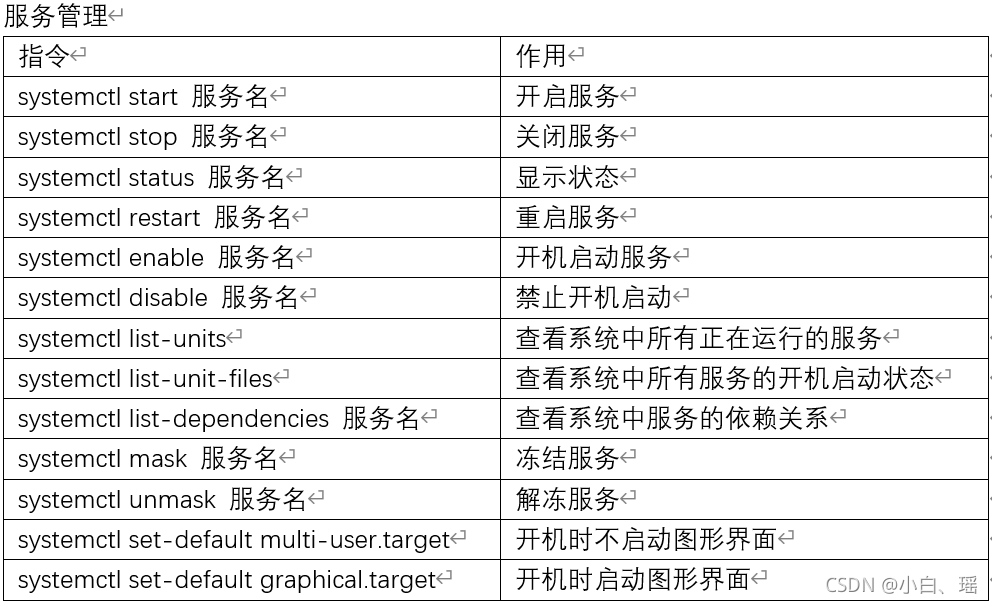 服务管理
指令 作用
systemctl start 服务名 开启服务
systemctl stop 服务名 关闭服务
systemctl status 服务名 显示状态
systemctl restart 服务名 重启服务
systemctl enable 服务名 开机启动服务
systemctl disable 服务名 禁止开机启动
systemctl list-units 查看系统中所有正在运行的服务
systemctl list-unit-files 查看系统中所有服务的开机启动状态
systemctl list-dependencies 服务名 查看系统中服务的依赖关系
systemctl mask 服务名 冻结服务
systemctl unmask 服务名 解冻服务
systemctl set-default multi-user.target 开机时不启动图形界面
systemctl set-default graphical.target 开机时启动图形界面
CSDN @小白、瑶